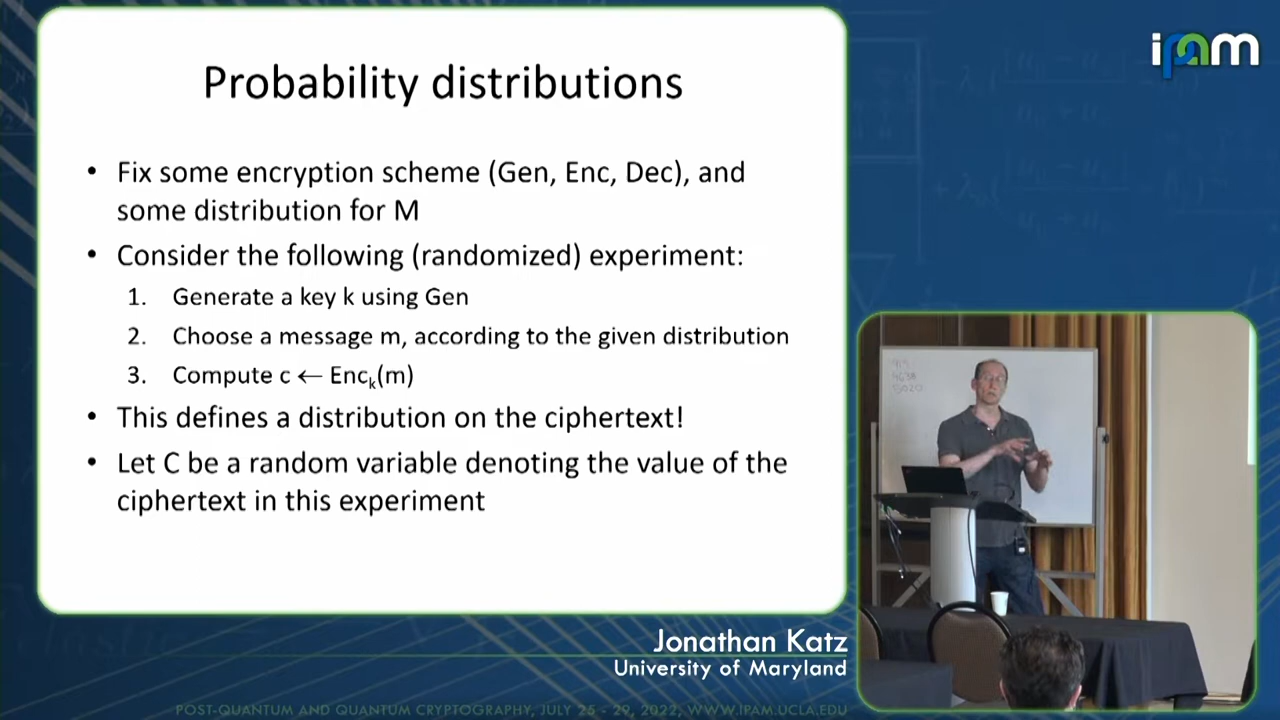 ipam
Probability distributions
• Fix some encryption scheme (Gen, Enc, Dec), and
some distribution for M
• Consider the following (randomized) experiment:
1. Generate a key k using Gen
2. Choose a message m, according to the given distribution
3. Compute c ← Encₖ(m)
• This defines a distribution on the ciphertext!
• Let C be a random variable denoting the value of the
ciphertext in this experiment
Jonathan Katz
University of Maryland
POST-QUANTUM AND QUANTUM CRYPTOGRAPHY, JULY 25 - 29, 2022, WWW.IPAM.UCLA.EDU